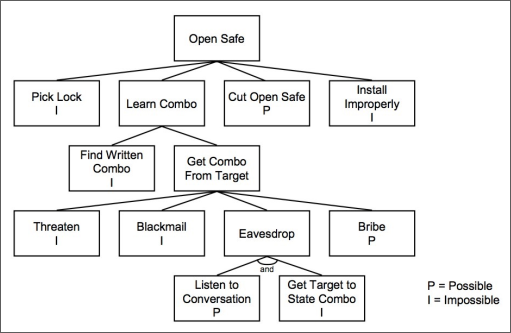 Open Safe
Pick Lock
I
Learn Combo
Cut Open Safe
P
Install
Improperly
I
Find Written
Combo
I
Get Combo
From Target
Threaten
I
Blackmail
I
Eavesdrop
Bribe
P
and
Listen to
Conversation
P
Get Target to
State Combo
I
P = Possible
I = Impossible